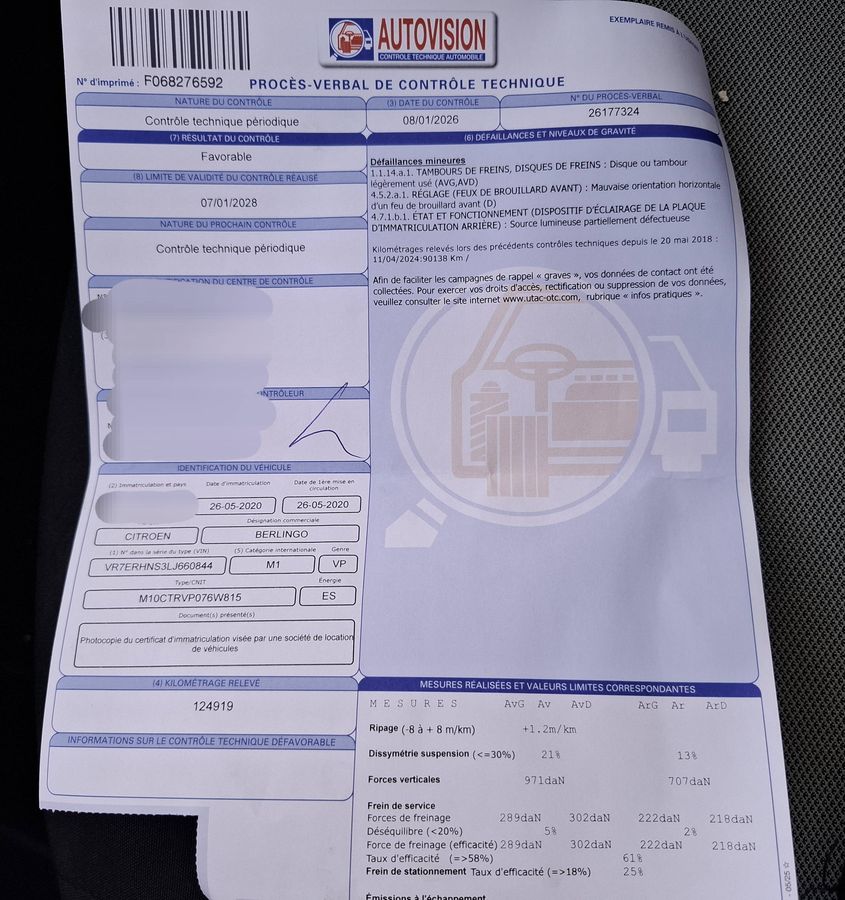 AUTOVISION
CONTROLE TECHNIQUE AUTOMOBILE
EXEMPLAIRE REMIS À
N° d'imprimé : F068276592
PROCÈS-VERBAL DE CONTRÔLE TECHNIQUE
NATURE DU CONTRÔLE
Contrôle technique périodique
(3) DATE DU CONTRÔLE
08/01/2026
N° DU PROCÈS-VERBAL
26177324
(7) RÉSULTAT DU CONTRÔLE
Favorable
(8) LIMITE DE VALIDITÉ DU CONTRÔLE RÉALISÉ
07/01/2028
NATURE DU PROCHAIN CONTRÔLE
Contrôle technique périodique
DU CENTRE DE CONTRÔLE
(6) DÉFAILLANCES ET NIVEAUX DE GRAVITÉ
Défaillances mineures
1.1.14.a.1. TAMBOURS DE FREINS, DISQUES DE FREINS : Disque ou tambour
légèrement usé (AVG,AVD)
4.5.2.a.1. RÉGLAGE (FEUX DE BROUILLARD AVANT) : Mauvaise orientation horizontale
d'un feu de brouillard avant (D)
4.7.1.b.1. ÉTAT ET FONCTIONNEMENT (DISPOSITIF D'ÉCLAIRAGE DE LA PLAQUE
D'IMMATRICULATION ARRIÈRE) : Source lumineuse partiellement défectueuse
Kilométrages relevés lors des précédents contrôles techniques depuis le 20 mai 2018 :
11/04/2024:90138 Km /
Afin de faciliter les campagnes de rappel « graves », vos données de contact ont été
collectées. Pour exercer vos droits d'accès, rectification ou suppression de vos données,
veuillez consulter le site internet www.utac-otc.com, rubrique « infos pratiques ».
IDENTIFICATION DU VÉHICULE
(2) Immatriculation et pays
Date d'immatriculation
26-05-2020
Date de 1ère mise en
circulation
26-05-2020
Désignation commerciale
CITROEN
BERLINGO
(1) N° dans la série du type (VIN)
(5) Catégorie internationale
Genre
VR7ERHNS3LJ660844
M1
VP
Type/CNIT
Énergie
M10CTRVP076W815
ES
Document(s) présenté(s)
Photocopie du certificat d'immatriculation visée par une société de location
de véhicules
(4) KILOMÉTRAGE RELEVÉ
124919
INFORMATIONS SUR LE CONTRÔLE TECHNIQUE DÉFAVORABLE
MESURES RÉALISÉES ET VALEURS LIMITES CORRESPONDANTES
M E S U R E S AvG Av AvD ArG Ar ArD
Ripage (-8 à + 8 m/km) +1.2m/km
Dissymétrie suspension (<=30%) 21% 13%
Forces verticales 971daN 707daN
Frein de service
Forces de freinage 289daN 302daN 222daN 218daN
Déséquilibre (<20%) 5% 2%
Force de freinage (efficacité) 289daN 302daN 222daN 218daN
Taux d'efficacité (=>58%) 61%
Frein de stationnement Taux d'efficacité (=>18%) 25%
Émissions à l'échappement
- 05/25